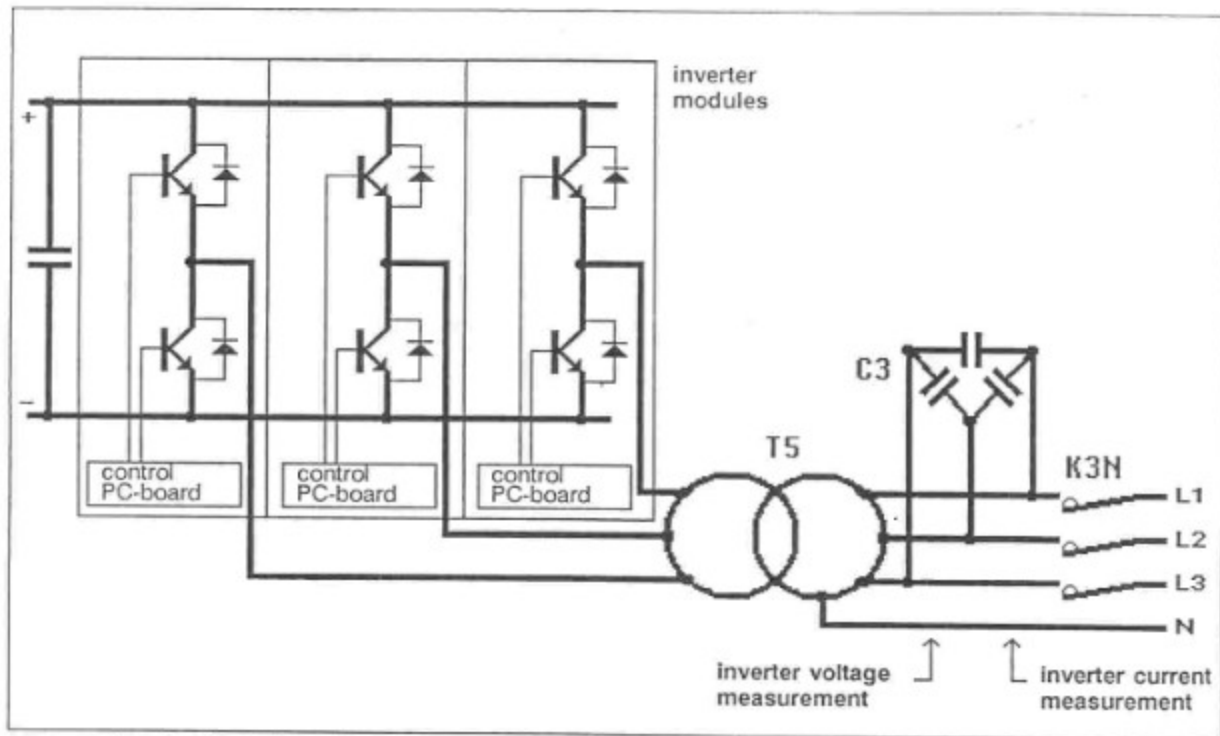 inverter
modules
+
−
control
PC-board
control
PC-board
control
PC-board
C3
T5
K3N
L1
L2
L3
N
inverter voltage
measurement
inverter current
measurement